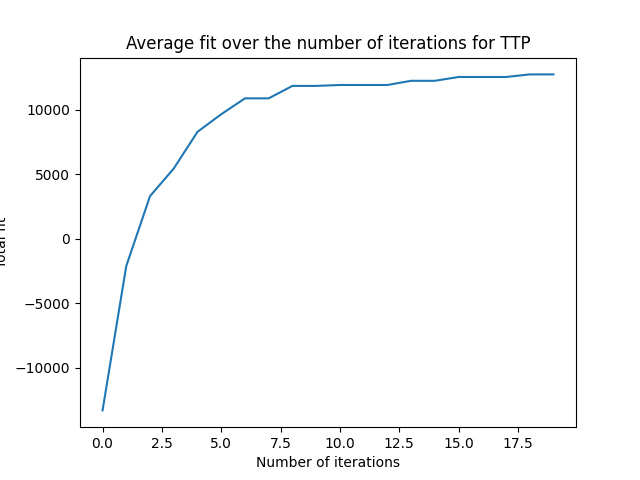 Average fit over the number of iterations for TTP
10000
5000
0
−5000
−10000
Total fit
0.0 2.5 5.0 7.5 10.0 12.5 15.0 17.5
Number of iterations